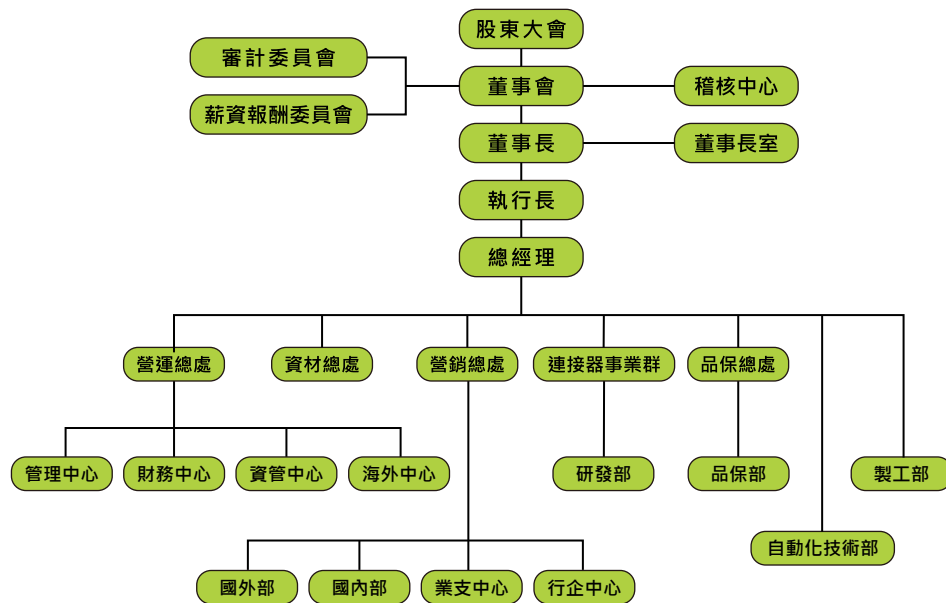 股東大會
審計委員會
董事會
稽核中心
薪資報酬委員會
董事長
董事長室
執行長
總經理
營運總處
資材總處
營銷總處
連接器事業群
品保總處
管理中心
財務中心
資管中心
海外中心
研發部
品保部
製工部
自動化技術部
國外部
國內部
業支中心
行企中心